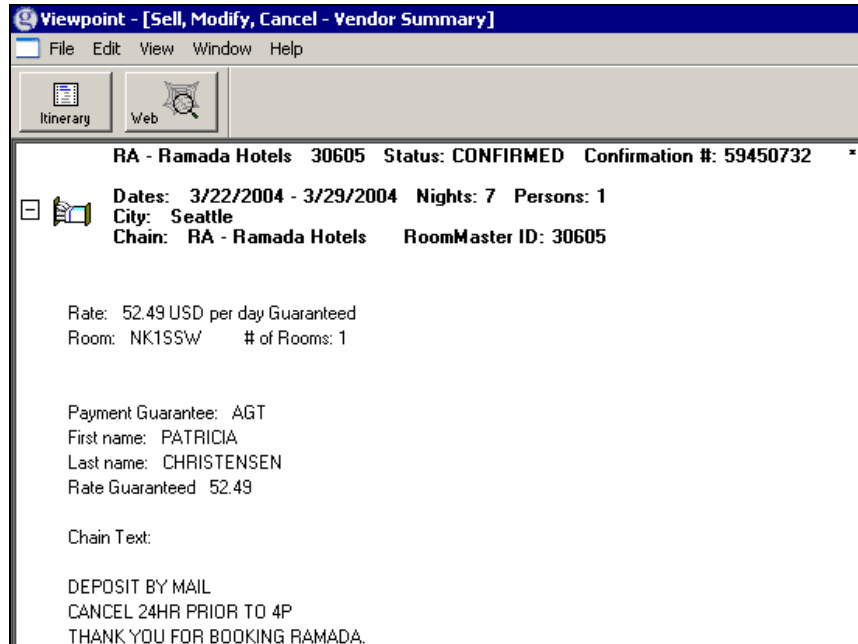 Viewpoint - [Sell, Modify, Cancel - Vendor Summary]
File Edit View Window Help
Itinerary Web
RA - Ramada Hotels 30605 Status: CONFIRMED Confirmation #: 59450732 *
Dates: 3/22/2004 - 3/29/2004 Nights: 7 Persons: 1
City: Seattle
Chain: RA - Ramada Hotels RoomMaster ID: 30605
Rate: 52.49 USD per day Guaranteed
Room: NK1SSW # of Rooms: 1
Payment Guarantee: AGT
First name: PATRICIA
Last name: CHRISTENSEN
Rate Guaranteed 52.49
Chain Text:
DEPOSIT BY MAIL
CANCEL 24HR PRIOR TO 4P
THANK YOU FOR BOOKING RAMADA.